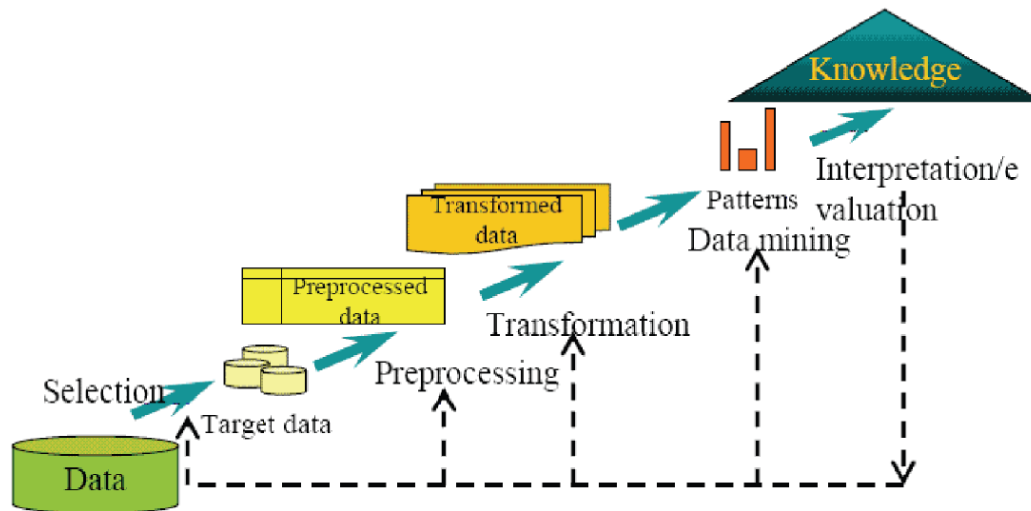 Knowledge
Interpretation/e
valuation
Patterns
Data mining
Transformed
data
Transformation
Preprocessed
data
Preprocessing
Selection
Target data
Data